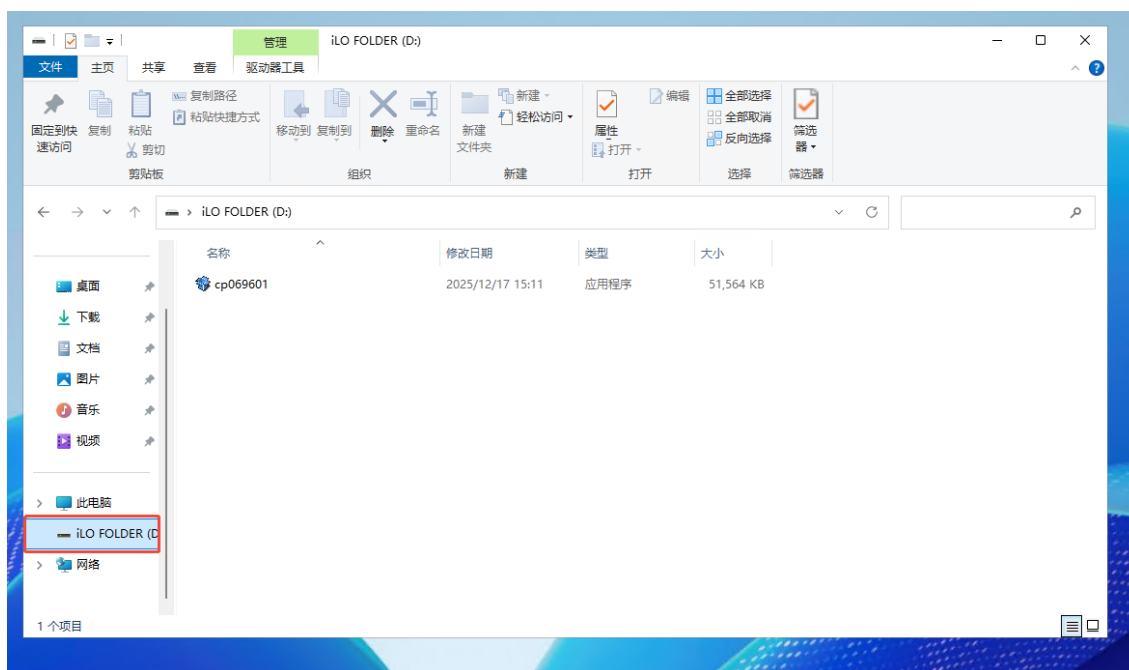 管理 iLO FOLDER (D:)
文件 主页 共享 查看 驱动器工具
固定到快速访问
复制
粘贴
复制路径
粘贴快捷方式
剪切
剪贴板
移动到 复制到 删除 重命名
组织
新建文件夹
新建
轻松访问
新建
属性
打开
编辑
打开
全部选择
全部取消
反向选择
选择
筛选器
筛选器
iLO FOLDER (D:)
名称 修改日期 类型 大小
cp069601 2025/12/17 15:11 应用程序 51,564 KB
桌面
下载
文档
图片
音乐
视频
此电脑
iLO FOLDER (D
网络
1 个项目